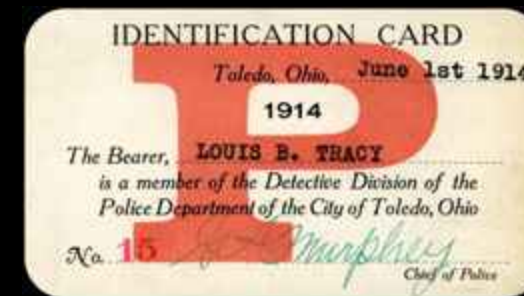 IDENTIFICATION CARD
Toledo, Ohio, June 1st 1914
1914
The Bearer, LOUIS B. TRACY
is a member of the Detective Division of the
Police Department of the City of Toledo, Ohio
No. 15 Murphey
Chief of Police
P